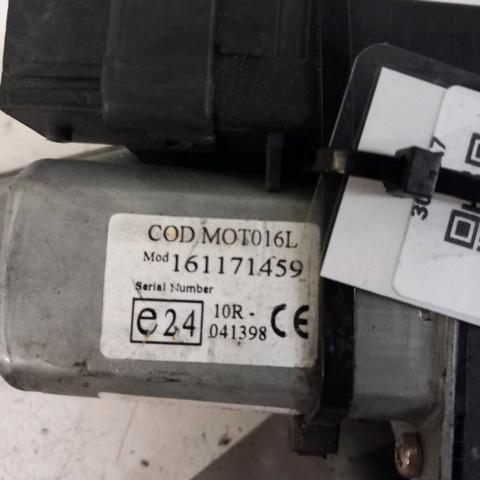 COD MOT016L
Mod 161171459
Serial Number
e24 10R -
041398 CE